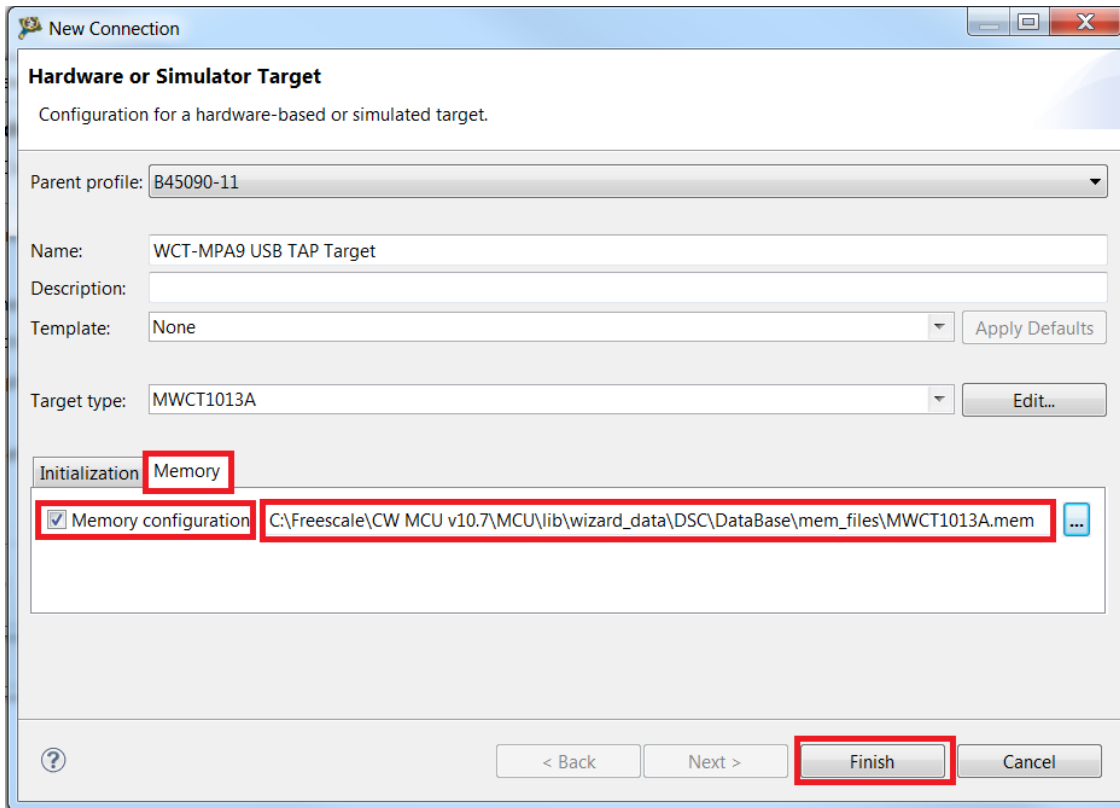 New Connection
Hardware or Simulator Target
Configuration for a hardware-based or simulated target.
Parent profile: B45090-11
Name: WCT-MPA9 USB TAP Target
Description:
Template: None Apply Defaults
Target type: MWCT1013A Edit...
Initialization Memory
Memory configuration C:\Freescale\CW MCU v10.7\MCU\lib\wizard_data\DSC\DataBase\mem_files\MWCT1013A.mem ...
? < Back Next > Finish Cancel